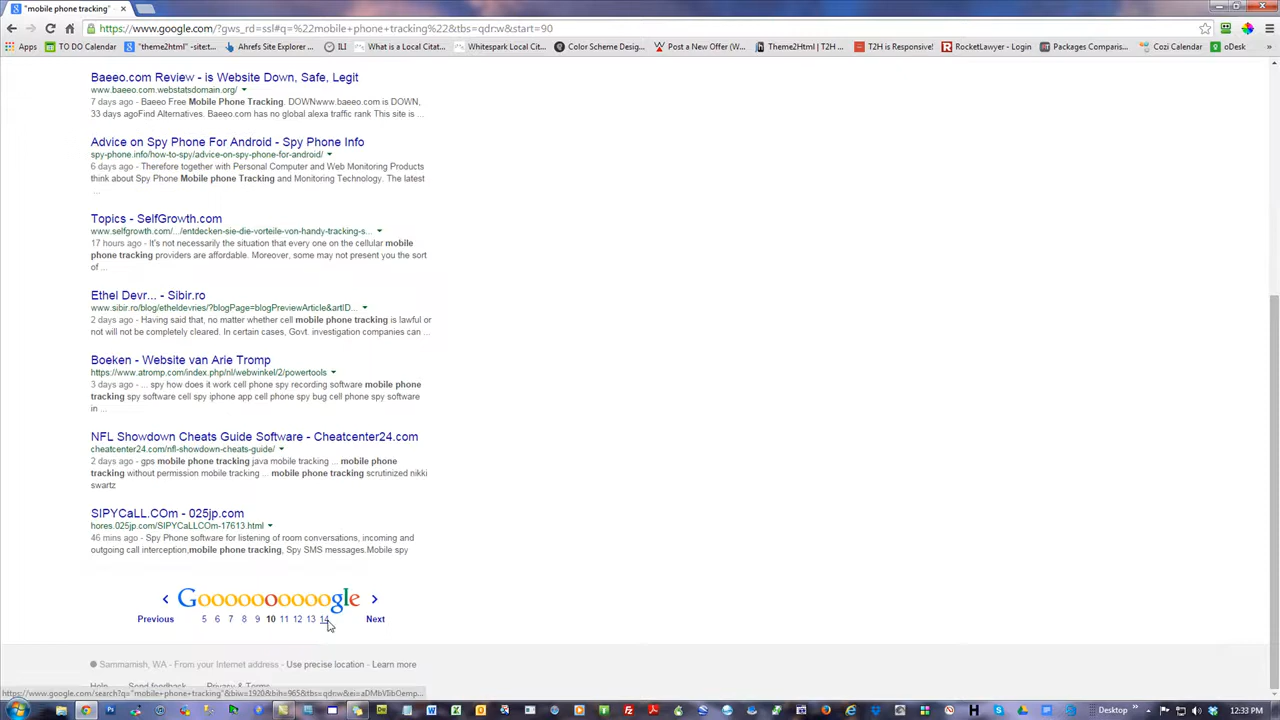 "mobile phone tracking"
https://www.google.com/?gws_rd=ssl#q=%22mobile+phone+tracking%22&tbs=qdr:w&start=90
Apps TO DO Calendar "theme2html" - sitect... Ahrefs Site Explorer ... ILI What is a Local Citat... Whitespark Local Cit... Color Scheme Desig... Post a New Offer (W... Theme2Html | T2H ... T2H is Responsive! RocketLawyer - Login Packages Comparis... Cozi Calendar oDesk
Baeeo.com Review - is Website Down, Safe, Legit
www.baeeo.com.webstatsdomain.org/
7 days ago - Baeeo Free Mobile Phone Tracking. DOWNwww.baeeo.com is DOWN,
33 days agoFind Alternatives. Baeeo.com has no global alexa traffic rank This site is ...
Advice on Spy Phone For Android - Spy Phone Info
spy-phone.info/how-to-spy/advice-on-spy-phone-for-android/
6 days ago - Therefore together with Personal Computer and Web Monitoring Products
think about Spy Phone Mobile phone Tracking and Monitoring Technology. The latest
...
Topics - SelfGrowth.com
www.selfgrowth.com/.../entdecken-sie-die-vorteile-von-handy-tracking-s...
17 hours ago - It's not necessarily the situation that every one on the cellular mobile
phone tracking providers are affordable. Moreover, some may not present you the sort
of ...
Ethel Devr... - Sibir.ro
www.sibir.ro/blog/etheldevries/?blogPage=blogPreviewArticle&artID...
2 days ago - Having said that, no matter whether cell mobile phone tracking is lawful or
not will not be completely cleared. In certain cases, Govt. investigation companies can ...
Boeken - Website van Arie Tromp
https://www.atromp.com/index.php/nl/webwinkel/2/powertools
3 days ago - ... spy how does it work cell phone spy recording software mobile phone
tracking spy software cell spy iphone app cell phone spy bug cell phone spy software
in ...
NFL Showdown Cheats Guide Software - Cheatcenter24.com
cheatcenter24.com/nfl-showdown-cheats-guide/
2 days ago - gps mobile phone tracking java mobile tracking ... mobile phone
tracking without permission mobile tracking ... mobile phone tracking scrutinized nikki
swartz
SIPYCaLL.COm - 025jp.com
hores.025jp.com/SIPYCaLLCOm-17613.html
46 mins ago - Spy Phone software for listening of room conversations, incoming and
outgoing call interception,mobile phone tracking, Spy SMS messages.Mobile spy
Goooooooooogle
Previous 5 6 7 8 9 10 11 12 13 14 Next
Sammamish, WA - From your Internet address - Use precise location - Learn more
Help Send feedback Privacy & Terms
https://www.google.com/search?q="mobile+phone+tracking"&biw=1920&bih=965&tbs=qdr:w&ei=aDMbVIibOemp...
Desktop 12:33 PM